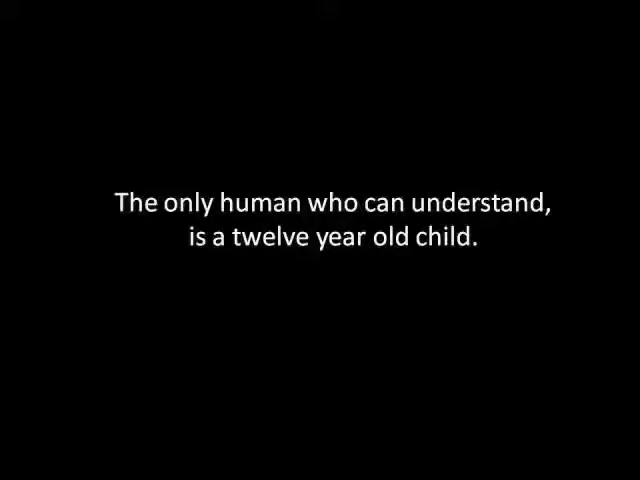 The only human who can understand,
is a twelve year old child.